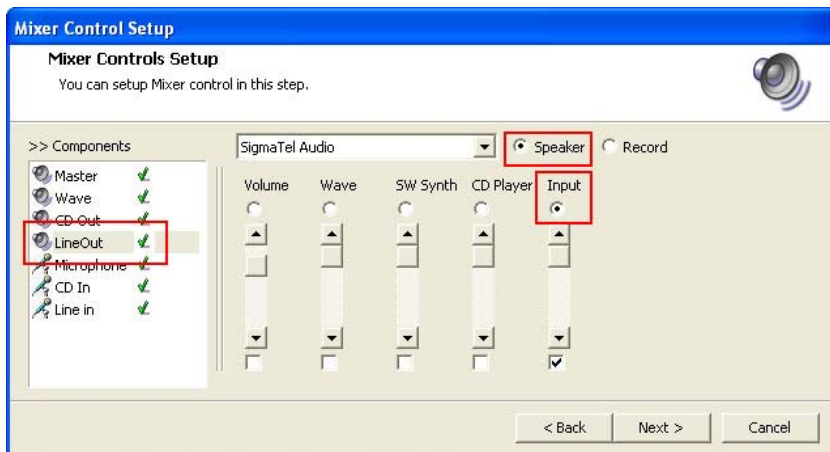 Mixer Control Setup
Mixer Controls Setup
You can setup Mixer control in this step.
>> Components
SigmaTel Audio
Speaker
Record
Master
Wave
CD Out
LineOut
Microphone
CD In
Line in
Volume
Wave
SW Synth
CD Player
Input
< Back
Next >
Cancel